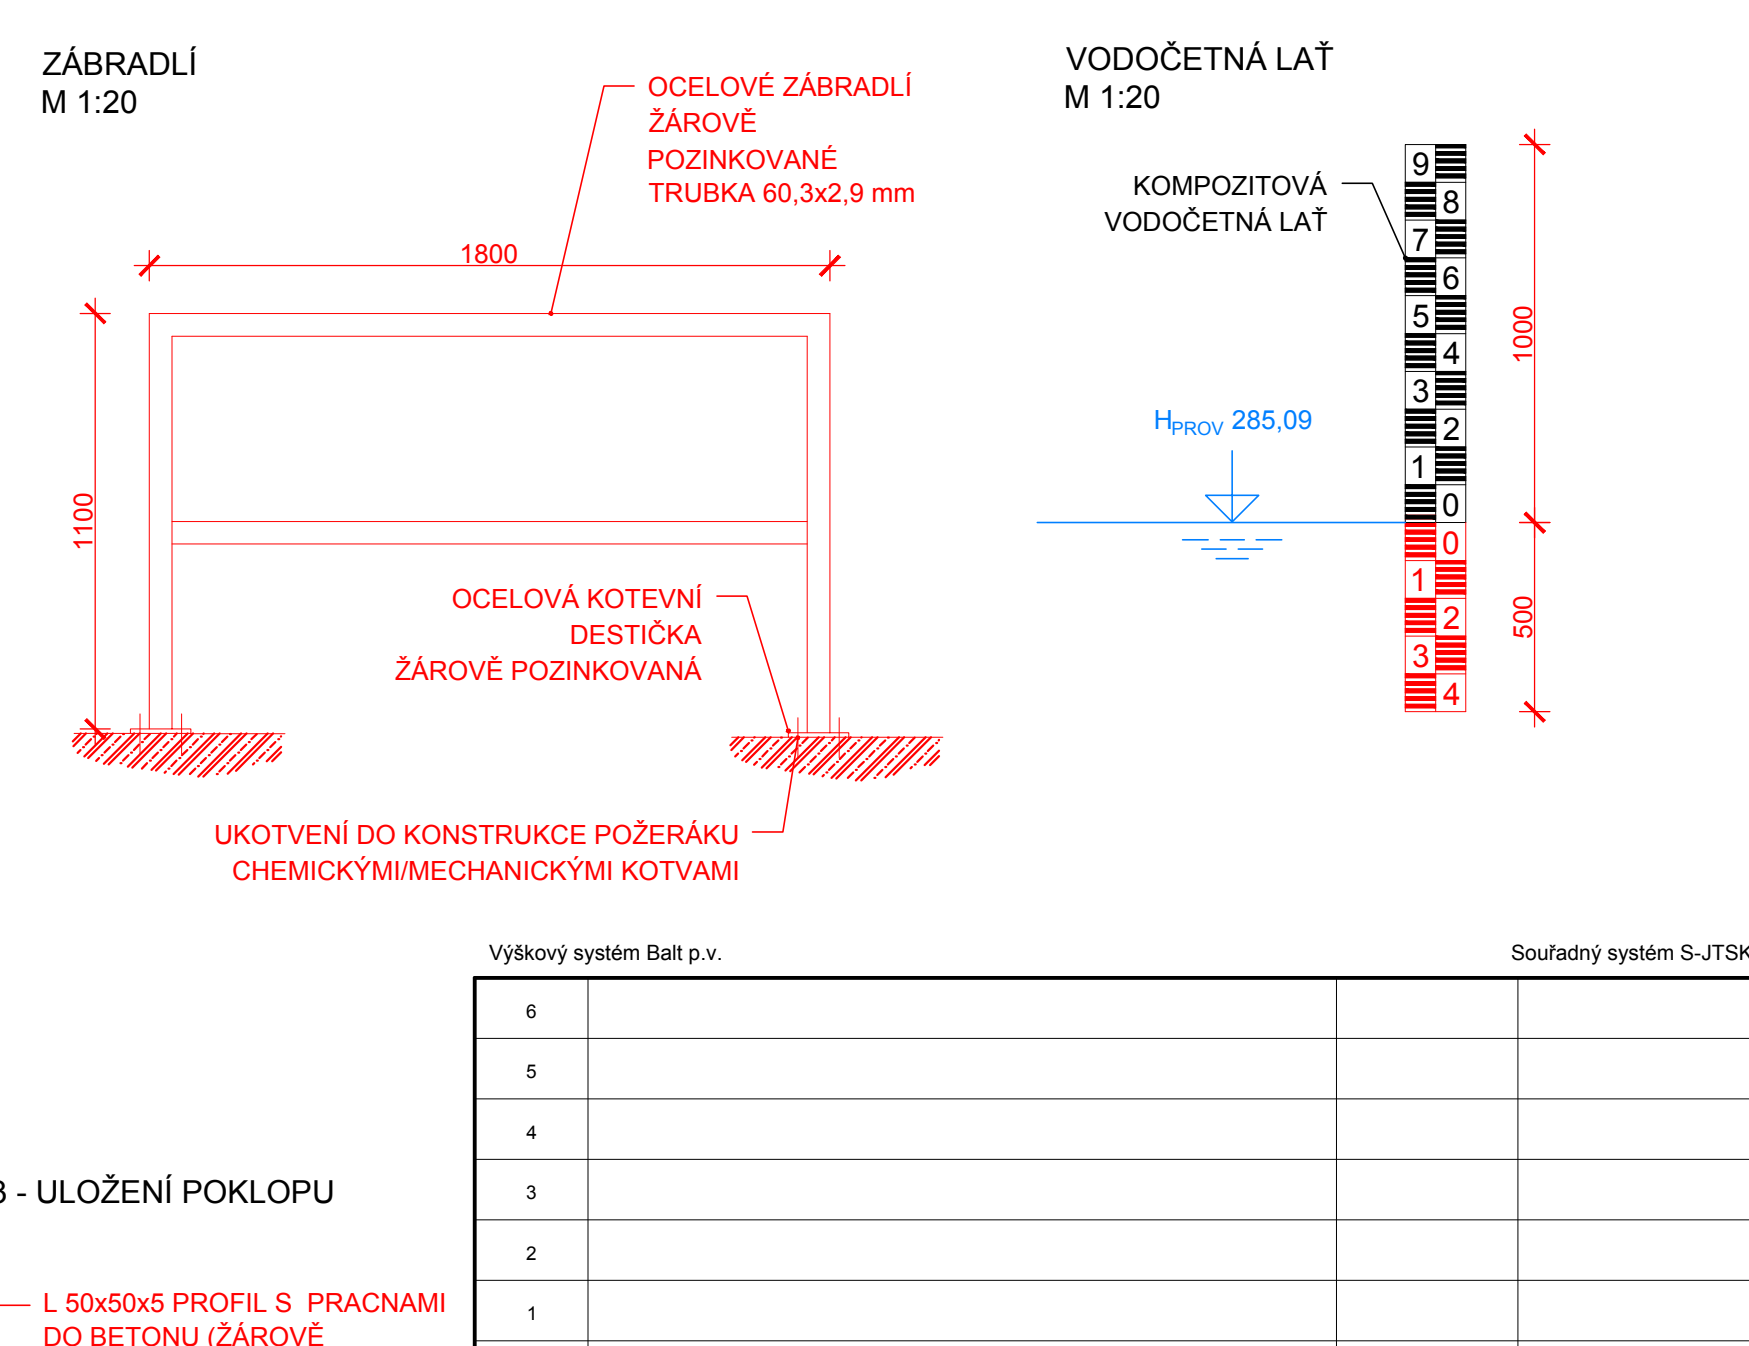 ZÁBRADLÍ
M 1:20
OCELOVÉ ZÁBRADLÍ
ŽÁROVĚ
POZINKOVANÉ
TRUBKA 60,3x2,9 mm
1800
1100
OCELOVÁ KOTEVNÍ
DESTIČKA
ŽÁROVĚ POZINKOVANÁ
UKOTVENÍ DO KONSTRUKCE POŽERÁKU
CHEMICKÝMI/MECHANICKÝMI KOTVAMI
VODOČETNÁ LAŤ
M 1:20
KOMPOZITOVÁ
VODOČETNÁ LAŤ
HPROV 285,09
9
8
7
6
5
4
3
2
1
0
0
1
2
3
4
1000
500
Výškový systém Balt p.v.
Souřadný systém S-JTSK
6
5
4
3
2
1
3 - ULOŽENÍ POKLOPU
L 50x50x5 PROFIL S PRACNAMI
DO BETONU (ŽÁROVĚ